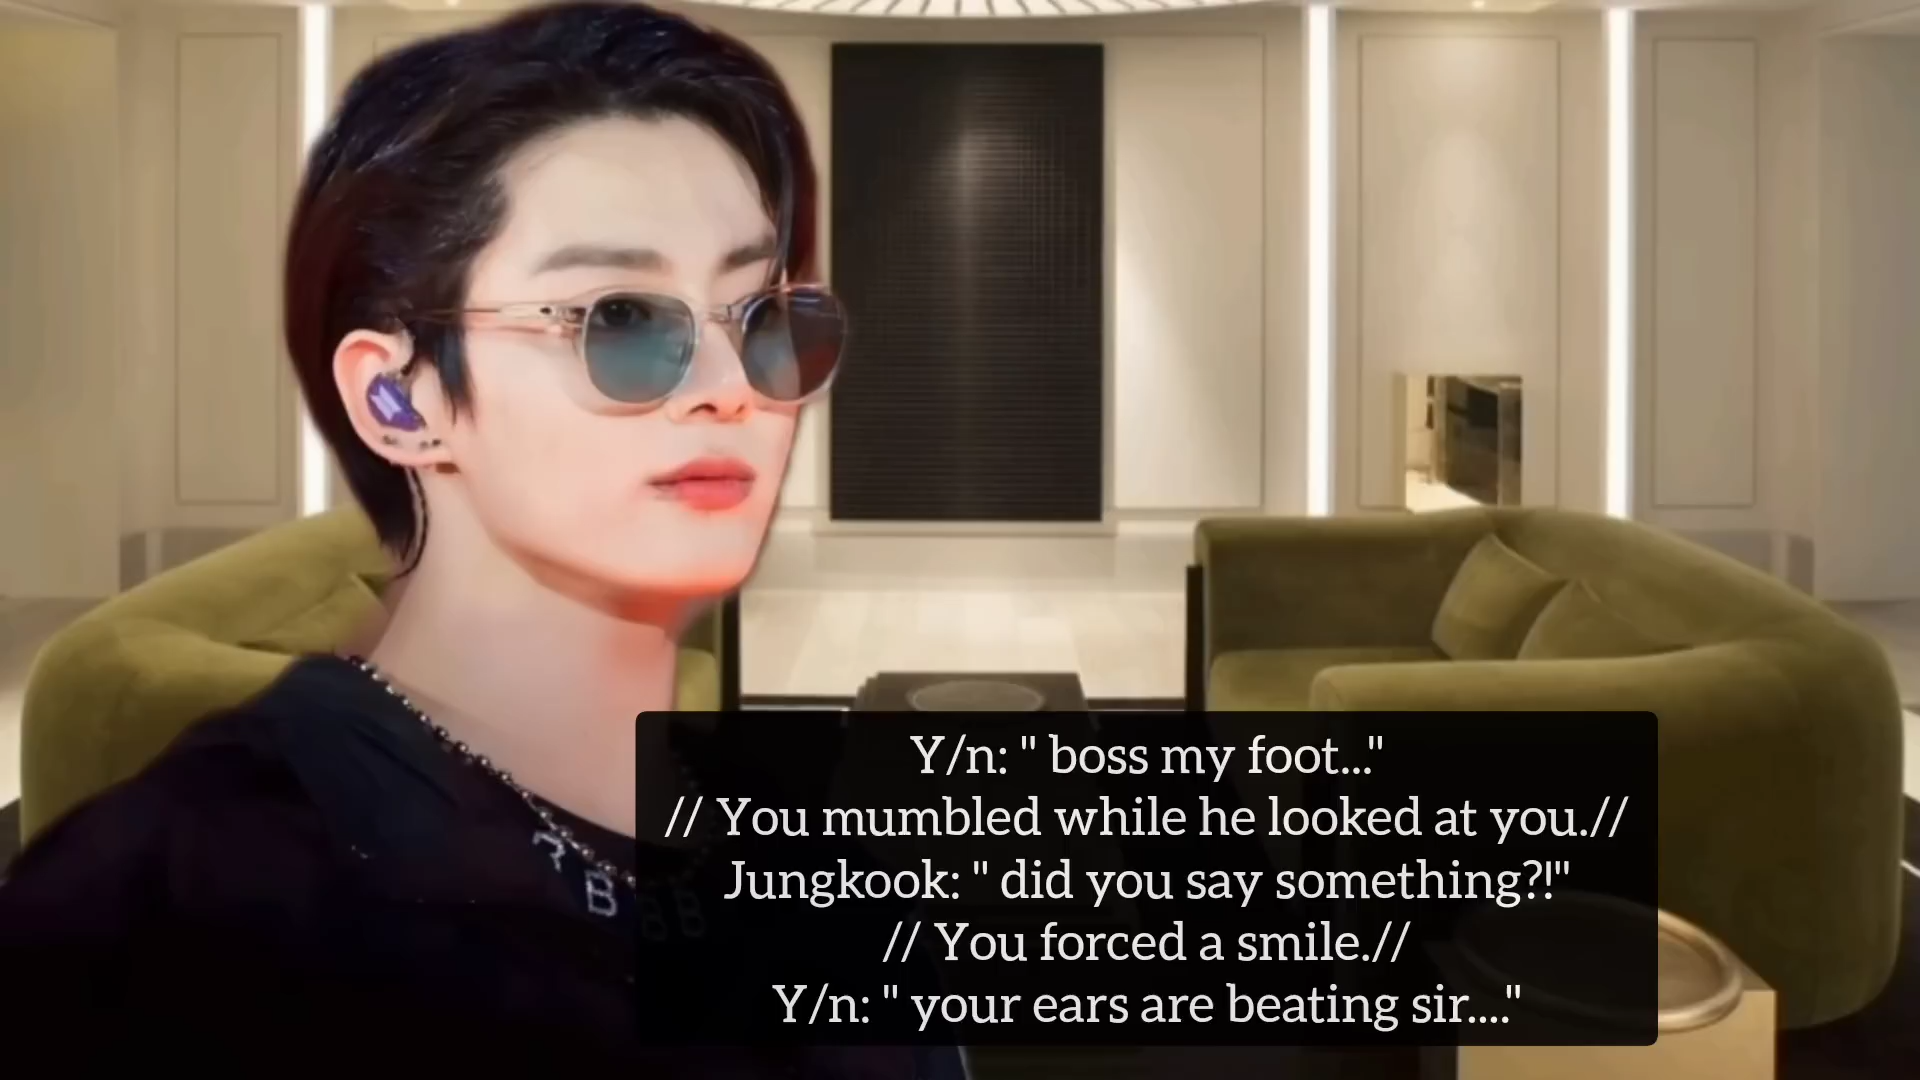 Y/n: " boss my foot..."
// You mumbled while he looked at you.//
Jungkook: " did you say something?!"
// You forced a smile.//
Y/n: " your ears are beating sir...."
B